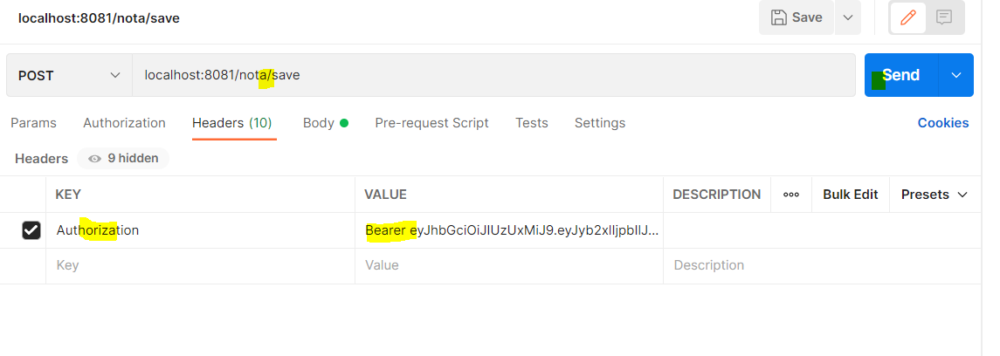 localhost:8081/nota/save Save
POST localhost:8081/nota/save Send
Params Authorization Headers (10) Body Pre-request Script Tests Settings Cookies
Headers 9 hidden
KEY VALUE DESCRIPTION Bulk Edit Presets
Authorization Bearer eyJhbGciOiJIUzUxMiJ9.eyJyb2xlIjpbIlJ...
Key Value Description